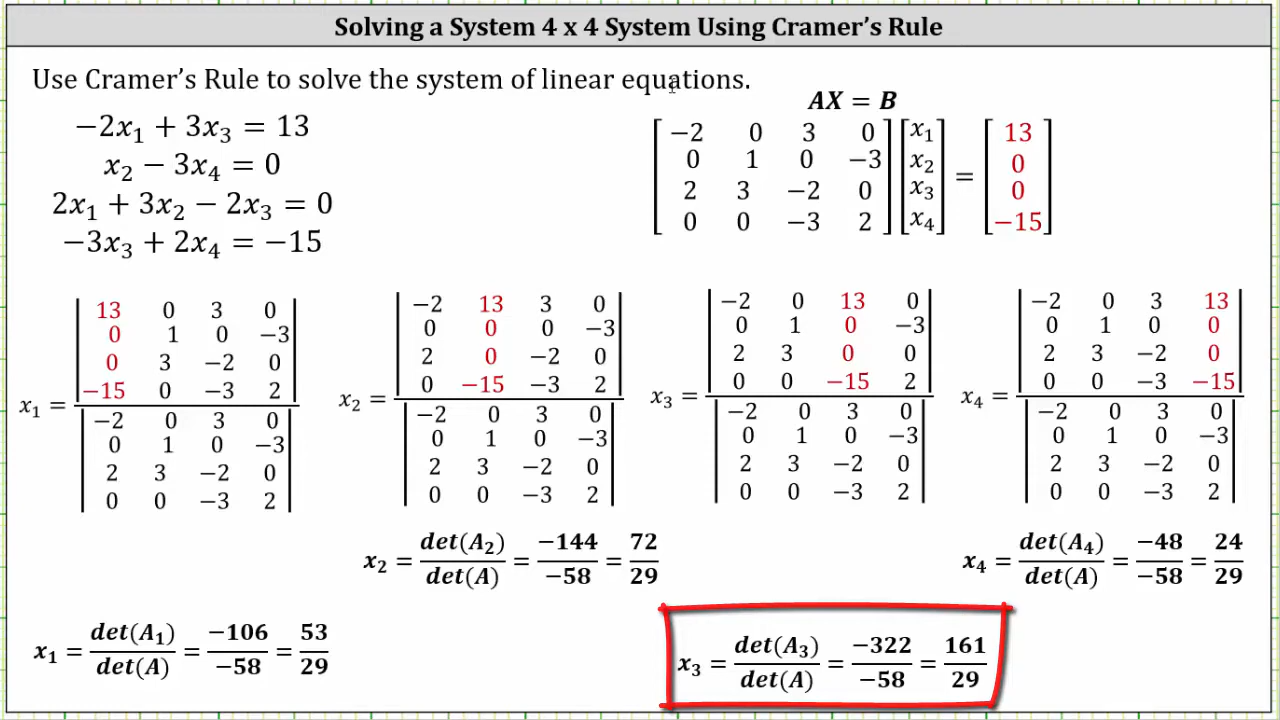 Solving a System 4 x 4 System Using Cramer's Rule
Use Cramer's Rule to solve the system of linear equations.
−2x₁ + 3x₃ = 13
x₂ − 3x₄ = 0
2x₁ + 3x₂ − 2x₃ = 0
−3x₃ + 2x₄ = −15
AX = B
−2 0 3 0 x₁ 13
0 1 0 −3 x₂ 0
2 3 −2 0 x₃ = 0
0 0 −3 2 x₄ −15
13 0 3 0
0 1 0 −3
0 3 −2 0
−15 0 −3 2
x₁ =
−2 0 3 0
0 1 0 −3
2 3 −2 0
0 0 −3 2
−2 13 3 0
0 0 0 −3
2 0 −2 0
0 −15 −3 2
x₂ =
−2 0 3 0
0 1 0 −3
2 3 −2 0
0 0 −3 2
−2 0 13 0
0 1 0 −3
2 3 0 0
0 0 −15 2
x₃ =
−2 0 3 0
0 1 0 −3
2 3 −2 0
0 0 −3 2
−2 0 3 13
0 1 0 0
2 3 −2 0
0 0 −3 −15
x₄ =
−2 0 3 0
0 1 0 −3
2 3 −2 0
0 0 −3 2
x₂ = det(A₂)/det(A) = −144/−58 = 72/29
x₄ = det(A₄)/det(A) = −48/−58 = 24/29
x₁ = det(A₁)/det(A) = −106/−58 = 53/29
x₃ = det(A₃)/det(A) = −322/−58 = 161/29